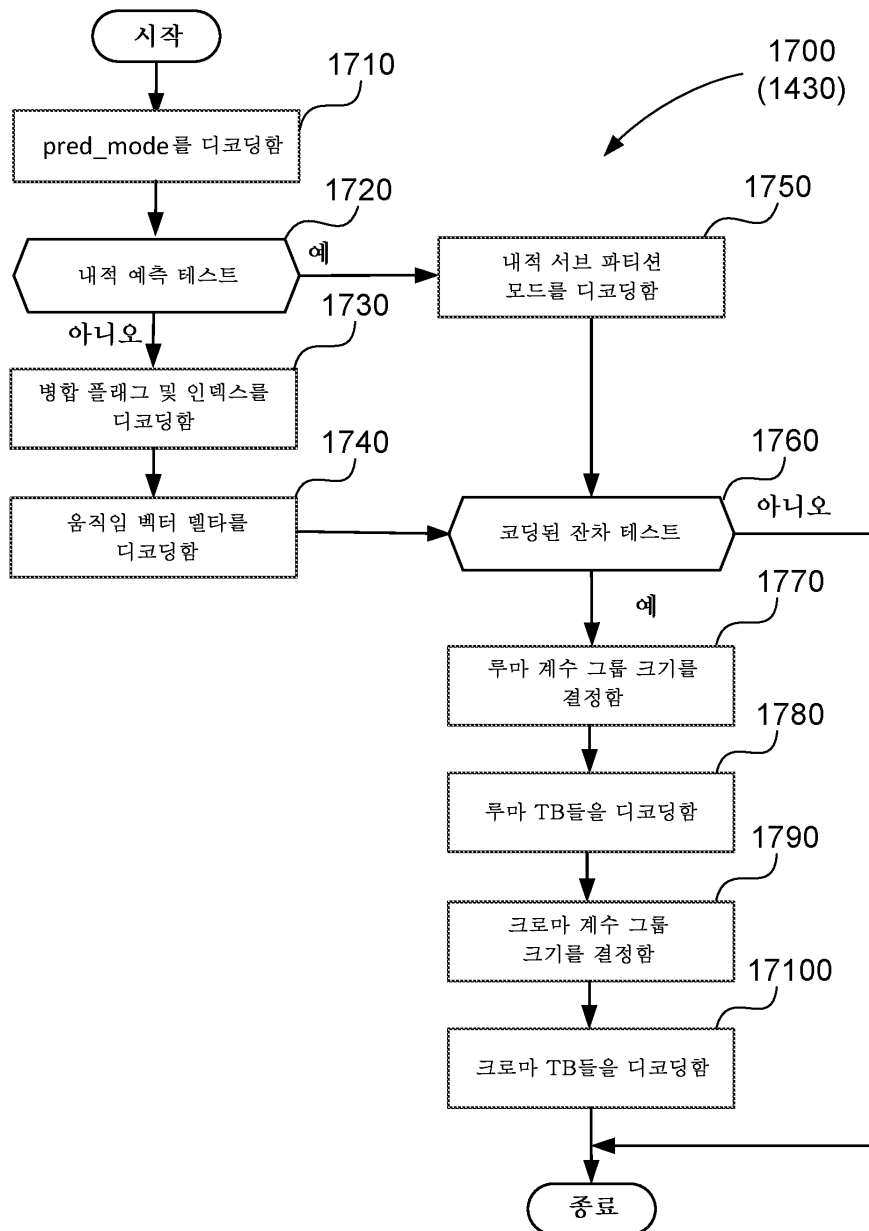 시작
1710
1700
(1430)
pred_mode를 디코딩함
1720
1750
내적 예측 테스트
예
내적 서브 파티션
모드를 디코딩함
아니오
1730
병합 플래그 및 인덱스를
디코딩함
1740
1760
움직임 벡터 델타를
디코딩함
코딩된 잔차 테스트
아니오
예
1770
루마 계수 그룹 크기를
결정함
1780
루마 TB들을 디코딩함
1790
크로마 계수 그룹
크기를 결정함
17100
크로마 TB들을 디코딩함
종료